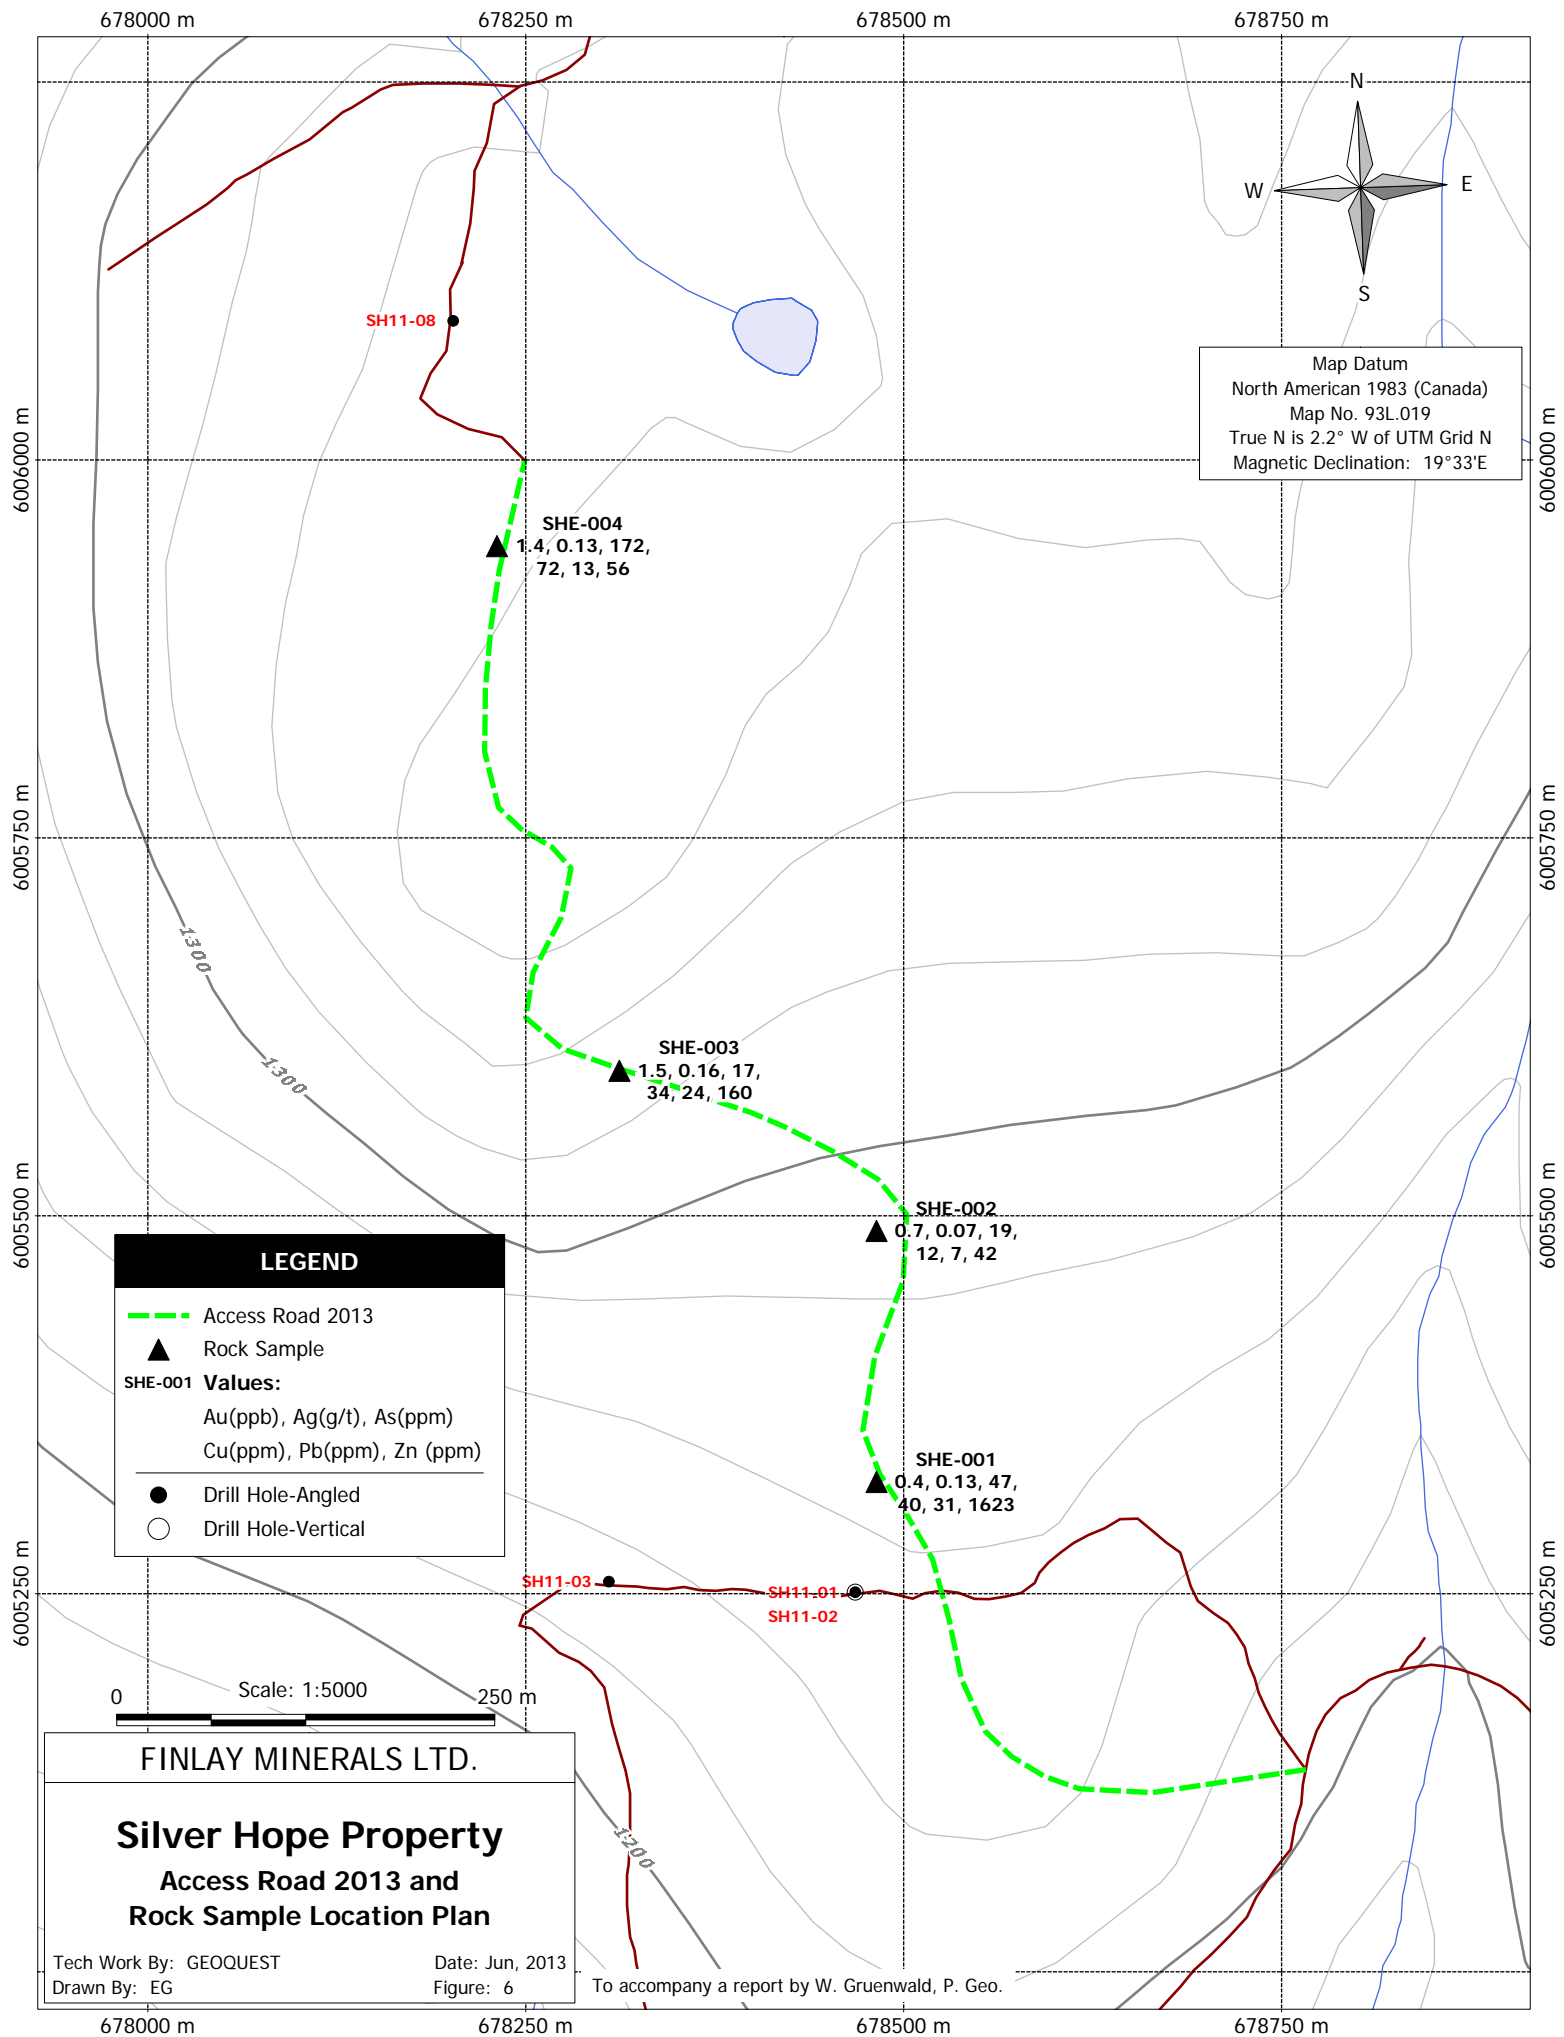 678000 m
678250 m
678500 m
678750 m
N
W
E
S
SH11-08
Map Datum
North American 1983 (Canada)
Map No. 93L.019
True N is 2.2° W of UTM Grid N
Magnetic Declination: 19°33'E
6006000 m
6006000 m
SHE-004
1.4, 0.13, 172,
72, 13, 56
6005750 m
6005750 m
1300
1300
SHE-003
1.5, 0.16, 17,
34, 24, 160
6005500 m
6005500 m
SHE-002
0.7, 0.07, 19,
12, 7, 42
LEGEND
Access Road 2013
Rock Sample
SHE-001 Values:
Au(ppb), Ag(g/t), As(ppm)
Cu(ppm), Pb(ppm), Zn (ppm)
Drill Hole-Angled
Drill Hole-Vertical
SHE-001
0.4, 0.13, 47,
40, 31, 1623
6005250 m
6005250 m
SH11-03
SH11-01
SH11-02
0
Scale: 1:5000
250 m
FINLAY MINERALS LTD.
Silver Hope Property
Access Road 2013 and
Rock Sample Location Plan
Tech Work By: GEOQUEST
Date: Jun, 2013
Drawn By: EG
Figure: 6
1200
To accompany a report by W. Gruenwald, P. Geo.
678000 m
678250 m
678500 m
678750 m